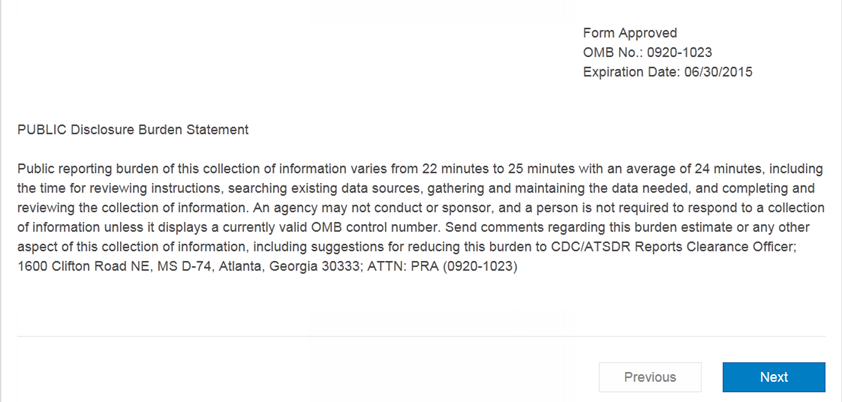 Form Approved
OMB No.: 0920-1023
Expiration Date: 06/30/2015
PUBLIC Disclosure Burden Statement
Public reporting burden of this collection of information varies from 22 minutes to 25 minutes with an average of 24 minutes, including
the time for reviewing instructions, searching existing data sources, gathering and maintaining the data needed, and completing and
reviewing the collection of information. An agency may not conduct or sponsor, and a person is not required to respond to a collection
of information unless it displays a currently valid OMB control number. Send comments regarding this burden estimate or any other
aspect of this collection of information, including suggestions for reducing this burden to CDC/ATSDR Reports Clearance Officer;
1600 Clifton Road NE, MS D-74, Atlanta, Georgia 30333; ATTN: PRA (0920-1023)
Previous
Next